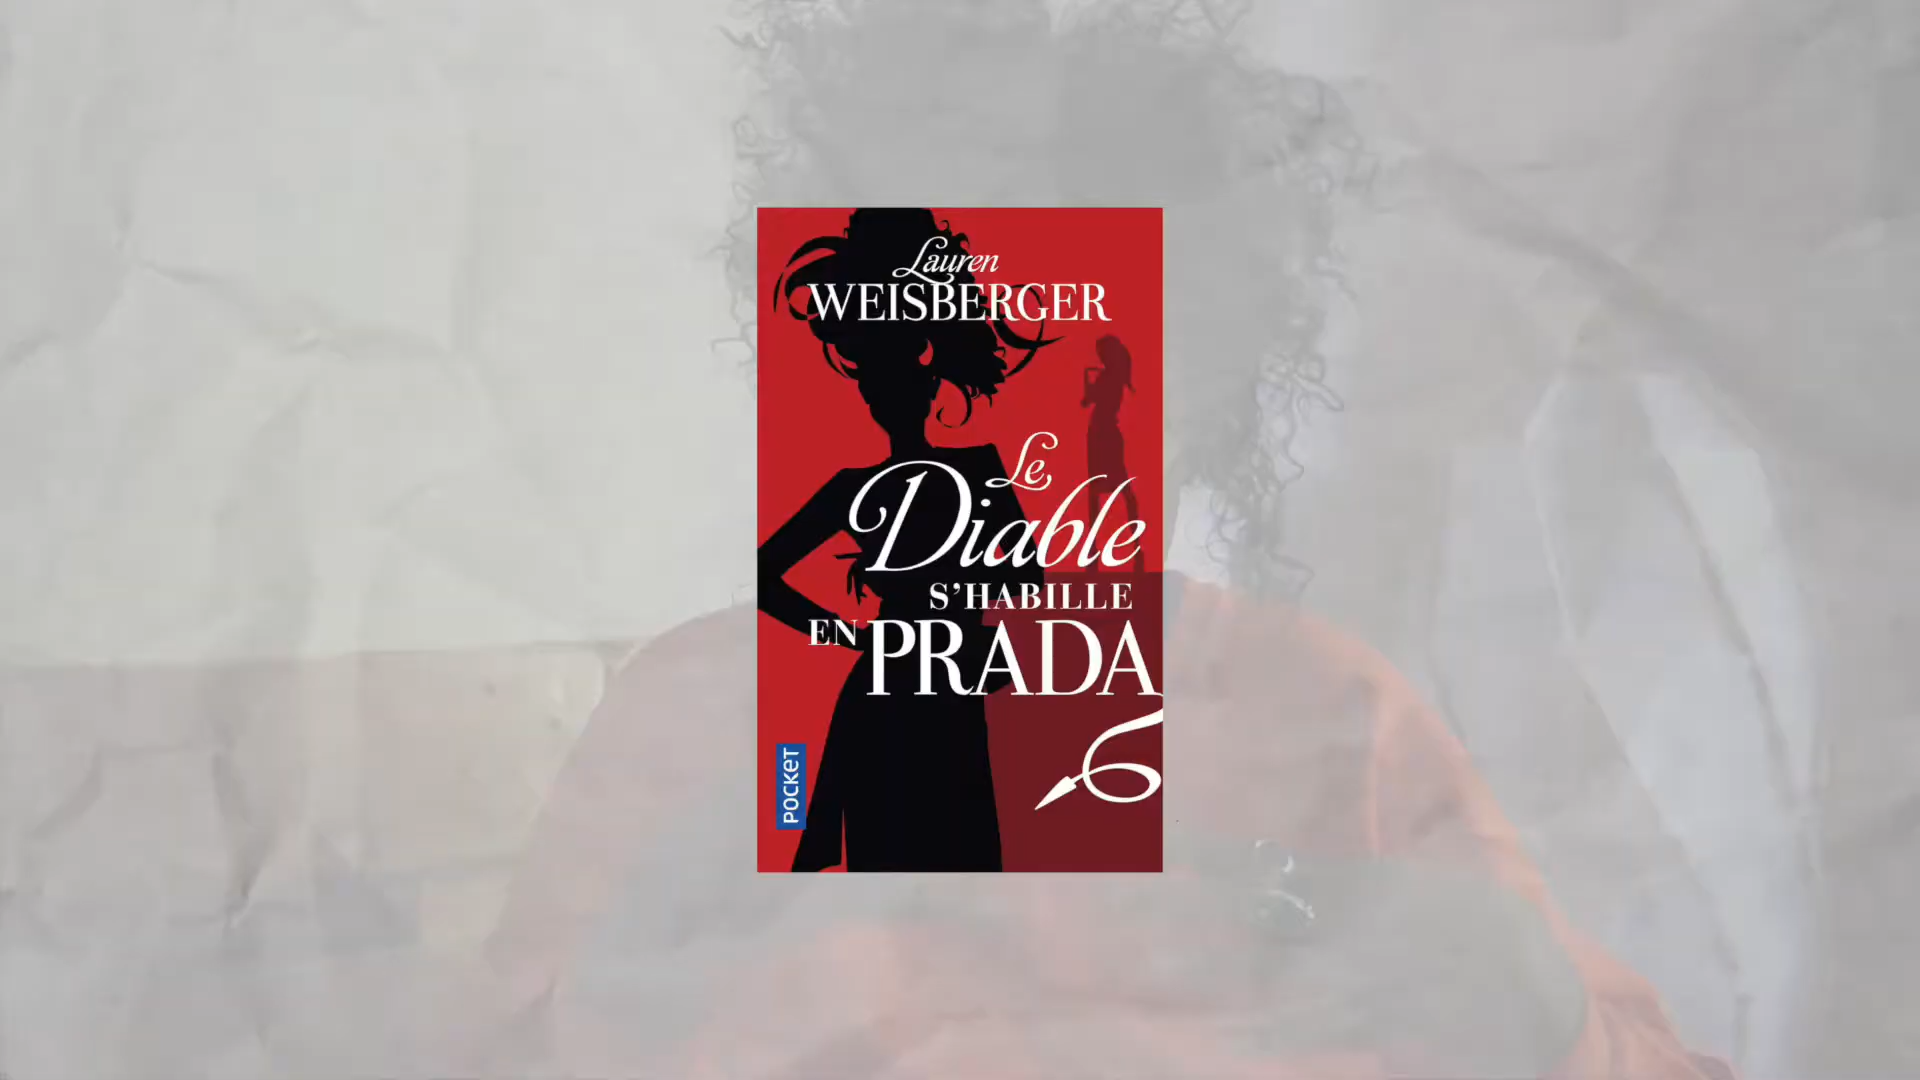 Lauren
WEISBERGER
Le
Diable
S'HABILLE
EN PRADA
POCKET